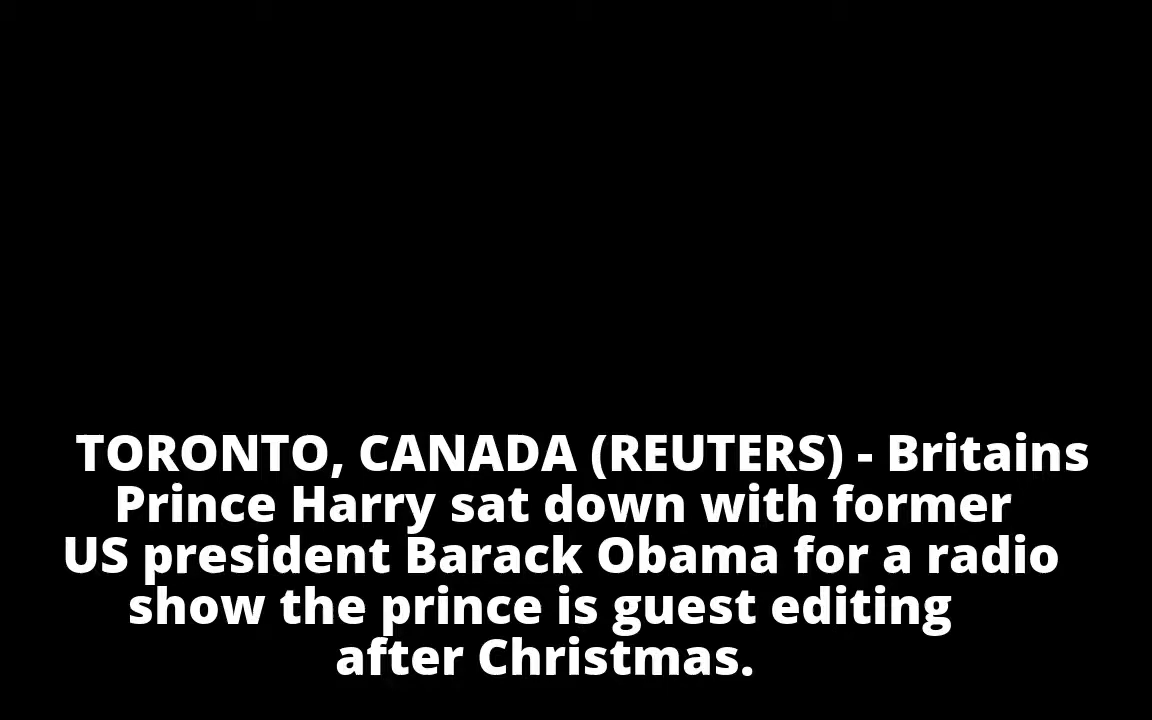 TORONTO, CANADA (REUTERS) - Britains
Prince Harry sat down with former
US president Barack Obama for a radio
show the prince is guest editing
after Christmas.